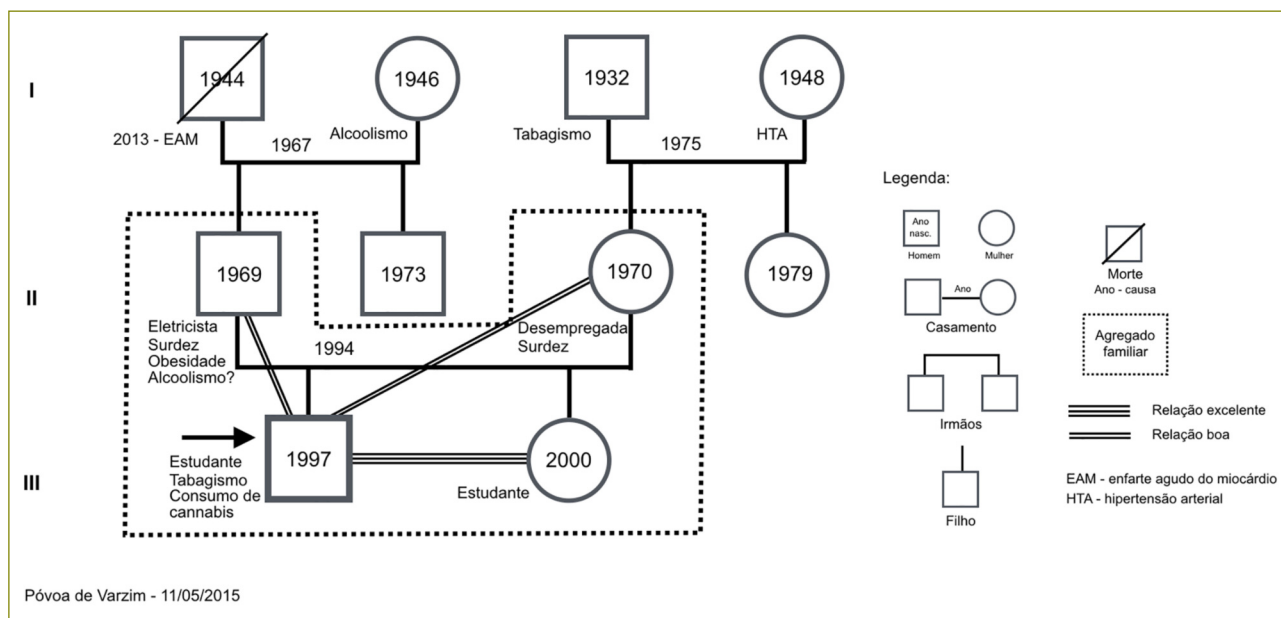 I
1944
1946
1932
1948
2013 - EAM
Alcoolismo
Tabagismo
HTA
1967
1975
II
1969
1973
1970
1979
Eletricista
Surdez
Obesidade
Alcoolismo?
Desempregada
Surdez
1994
III
1997
2000
Estudante
Tabagismo
Consumo de
cannabis
Estudante
Póvoa de Varzim - 11/05/2015
Legenda:
Ano
nasc.
Homem
Mulher
Morte
Ano - causa
Ano
Casamento
Agregado
familiar
Irmãos
Relação excelente
Relação boa
Filho
EAM - enfarte agudo do miocárdio
HTA - hipertensão arterial